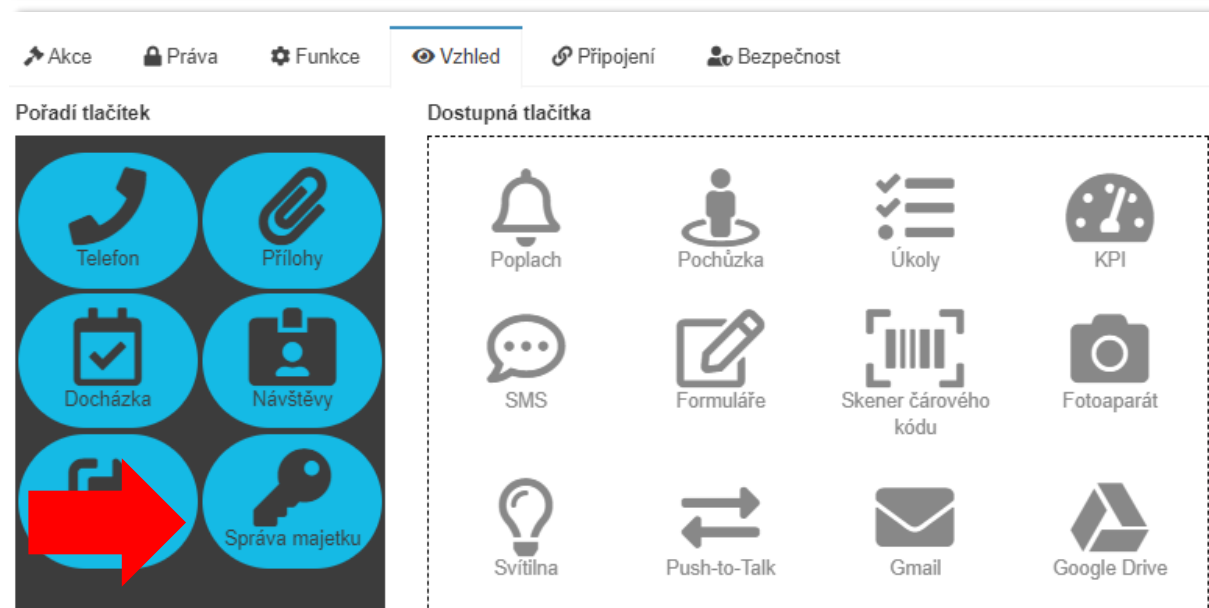 Akce Práva Funkce Vzhled Připojení Bezpečnost
Pořadí tlačítek
Telefon Přílohy
Docházka Návštěvy
Správa majetku
Dostupná tlačítka
Poplach Pochůzka Úkoly KPI
SMS Formuláře Skener čárového Fotoaparát
kódu
Svítilna Push-to-Talk Gmail Google Drive